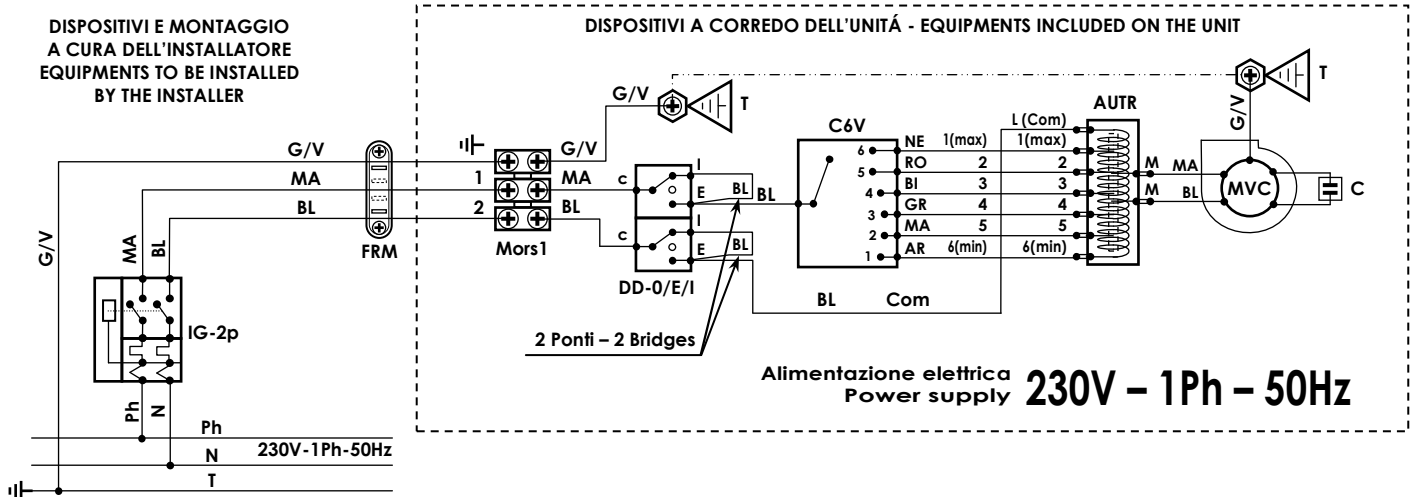 DISPOSITIVI E MONTAGGIO
A CURA DELL'INSTALLATORE
EQUIPMENTS TO BE INSTALLED
BY THE INSTALLER
DISPOSITIVI A CORREDO DELL'UNITÁ - EQUIPMENTS INCLUDED ON THE UNIT
G/V
T
T
G/V
AUTR
L (Com)
C6V
G/V
G/V
MA
BL
FRM
1
2
Mors1
MA
BL
c
I
E
BL
BL
c
I
E
BL
DD-0/E/I
6
5
4
3
2
1
NE 1(max) 1(max)
RO 2 2
BI 3 3
GR 4 4
MA 5 5
AR 6(min) 6(min)
M MA
M BL
MVC
C
BL Com
2 Ponti – 2 Bridges
G/V
MA
BL
IG-2p
Ph
N
Alimentazione elettrica
Power supply
230V – 1Ph – 50Hz
Ph
230V-1Ph-50Hz
N
T